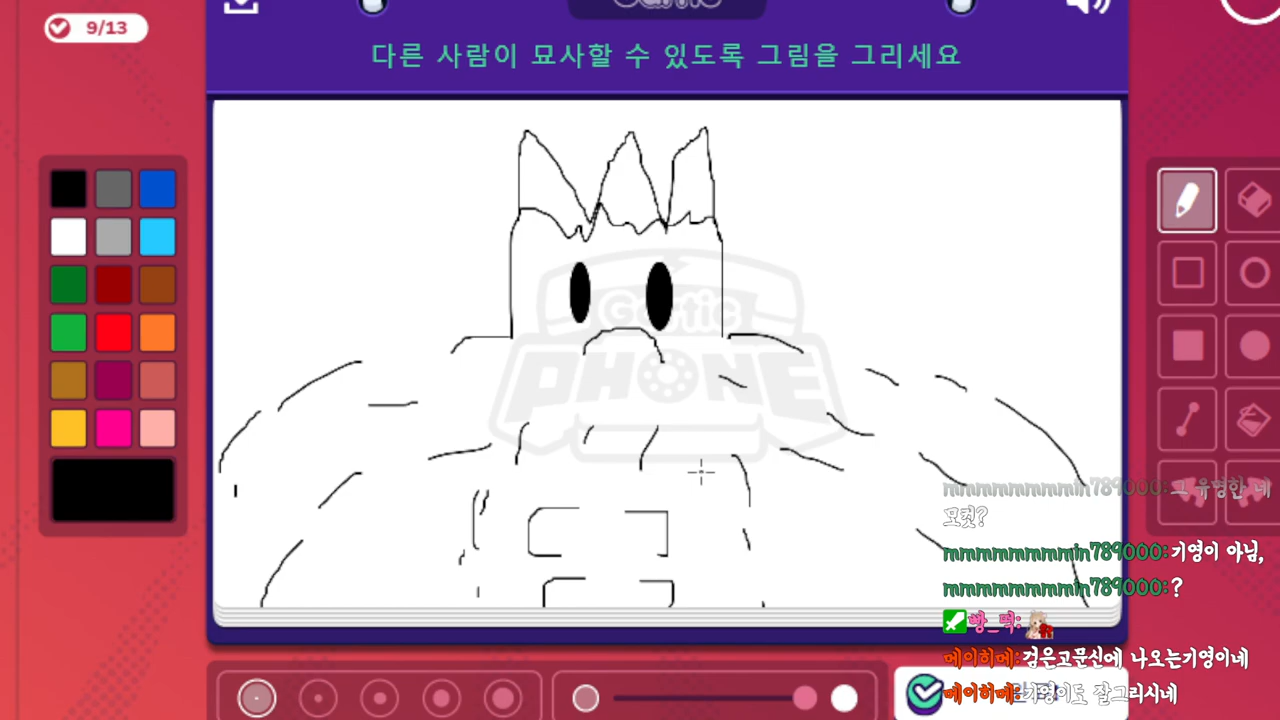 9/13
다른 사람이 묘사할 수 있도록 그림을 그리세요
Gartic
PHONE
mmmmmmmmin789000: 그 유명한 네
모컷?
mmmmmmmmin789000: 기영이 아님,
mmmmmmmmin789000: ?
빵_떡:
메이히메: 검은고문신에 나오는기영이네
메이히메: 기영이도 잘그리시네